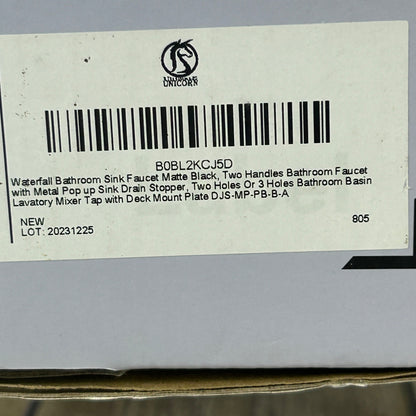 UNICORN
B0BL2KCJ5D
Waterfall Bathroom Sink Faucet Matte Black, Two Handles Bathroom Faucet
with Metal Pop up Sink Drain Stopper, Two Holes Or 3 Holes Bathroom Basin
Lavatory Mixer Tap with Deck Mount Plate DJS-MP-PB-B-A
NEW 805
LOT: 20231225